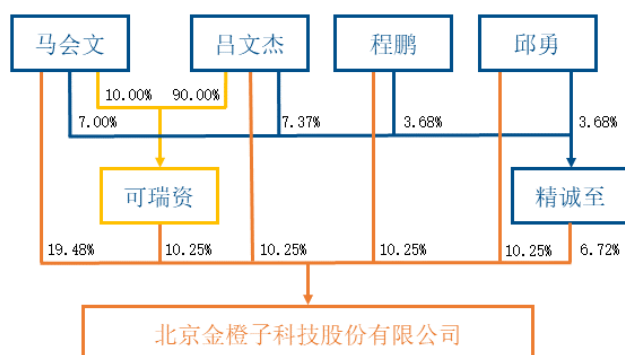 马会文 吕文杰 程鹏 邱勇
10.00% 90.00%
7.00% 7.37% 3.68% 3.68%
可瑞资 精诚至
19.48% 10.25% 10.25% 10.25% 10.25% 6.72%
北京金橙子科技股份有限公司